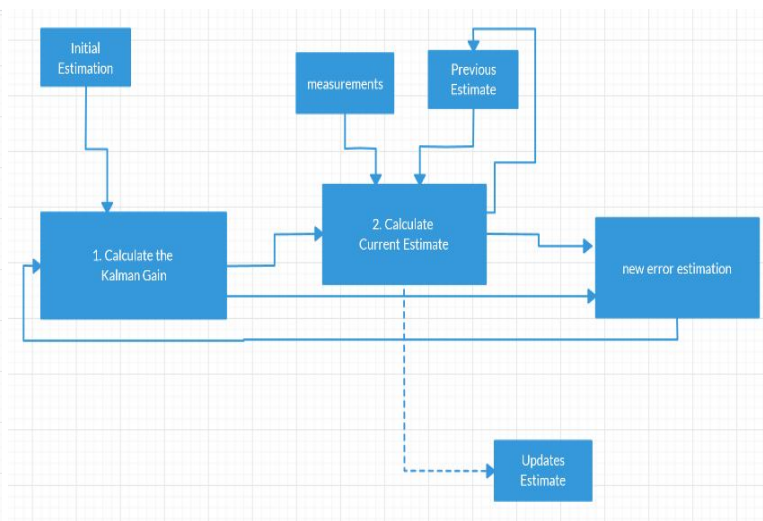 Initial
Estimation
measurements
Previous
Estimate
1. Calculate the
Kalman Gain
2. Calculate
Current Estimate
new error estimation
Updates
Estimate